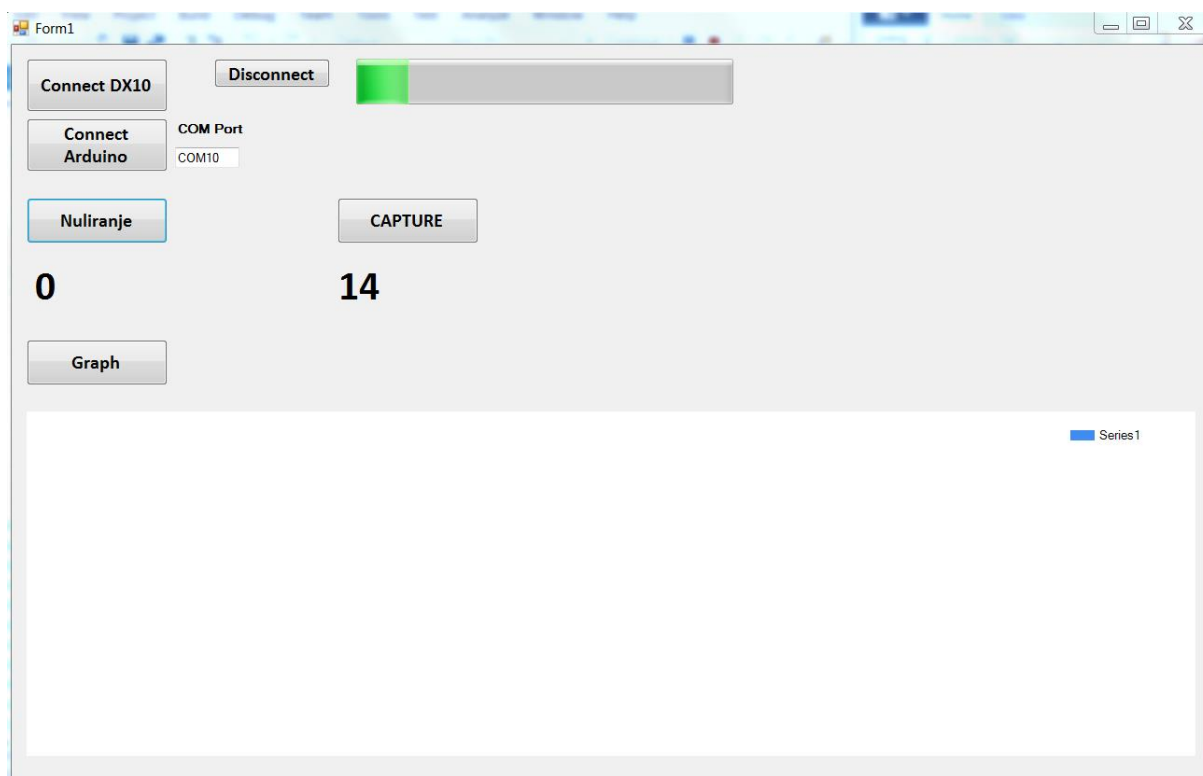 Form1
Connect DX10
Disconnect
Connect
Arduino
COM Port
COM10
Nuliranje
CAPTURE
0
14
Graph
Series1